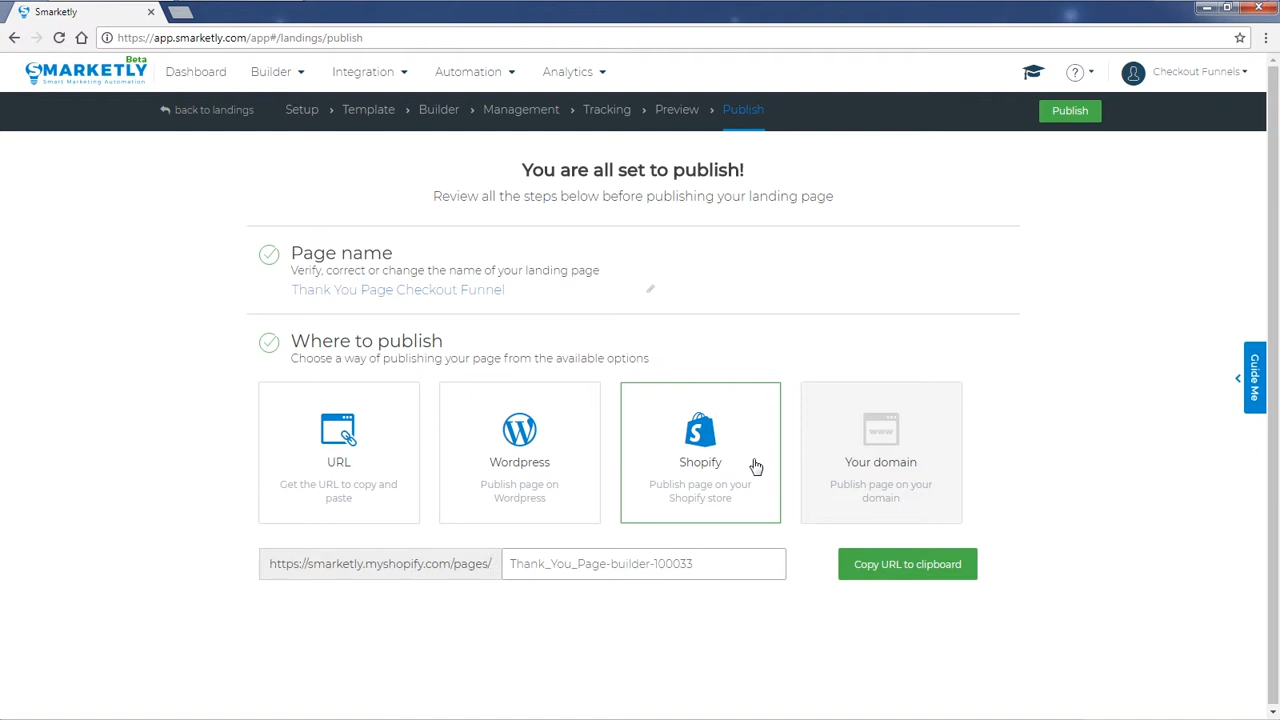 Smarketly
https://app.smarketly.com/app#/landings/publish
SMARKETLY Beta
Smart Marketing Automation
Dashboard Builder Integration Automation Analytics ? Checkout Funnels
back to landings Setup Template Builder Management Tracking Preview Publish Publish
You are all set to publish!
Review all the steps below before publishing your landing page
Page name
Verify, correct or change the name of your landing page
Thank You Page Checkout Funnel
Where to publish
Choose a way of publishing your page from the available options
URL
Get the URL to copy and
paste
Wordpress
Publish page on
Wordpress
Shopify
Publish page on your
Shopify store
www
Your domain
Publish page on your
domain
https://smarketly.myshopify.com/pages/ Thank_You_Page-builder-100033
Copy URL to clipboard
Guide Me